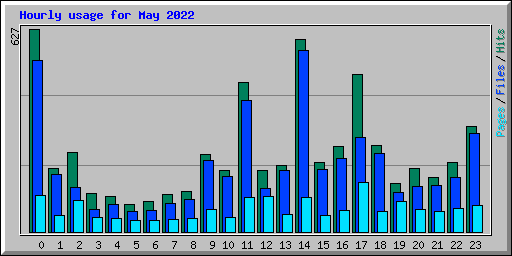 Hourly usage for May 2022
627
Pages / Files / Hits
0 1 2 3 4 5 6 7 8 9 10 11 12 13 14 15 16 17 18 19 20 21 22 23